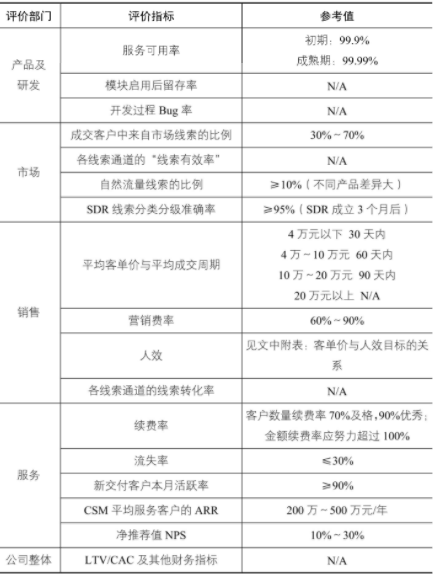 评价部门 评价指标 参考值
产品及
研发
服务可用率
初期：99.9%
成熟期：99.99%
模块启用后留存率 N/A
开发过程 Bug 率 N/A
市场
成交客户中来自市场线索的比例 30%~70%
各线索通道的“线索有效率” N/A
自然流量线索的比例 ≥10%（不同产品差异大）
SDR 线索分类分级准确率 ≥95%（SDR 成立 3 个月后）
销售
平均客单价与平均成交周期
4 万元以下 30 天内
4 万~10 万元 60 天内
10 万~20 万元 90 天内
20 万元以上 N/A
营销费率 60%~90%
人效
见文中附表：客单价与人效目标的关
系
各线索通道的线索转化率 N/A
服务
续费率
客户数量续费率 70%及格，90%优秀；
金额续费率应努力超过 100%
流失率 ≤30%
新交付客户本月活跃率 ≥90%
CSM 平均服务客户的 ARR 200 万~500 万元/年
净推荐值 NPS 10%~30%
公司整体 LTV/CAC 及其他财务指标 N/A